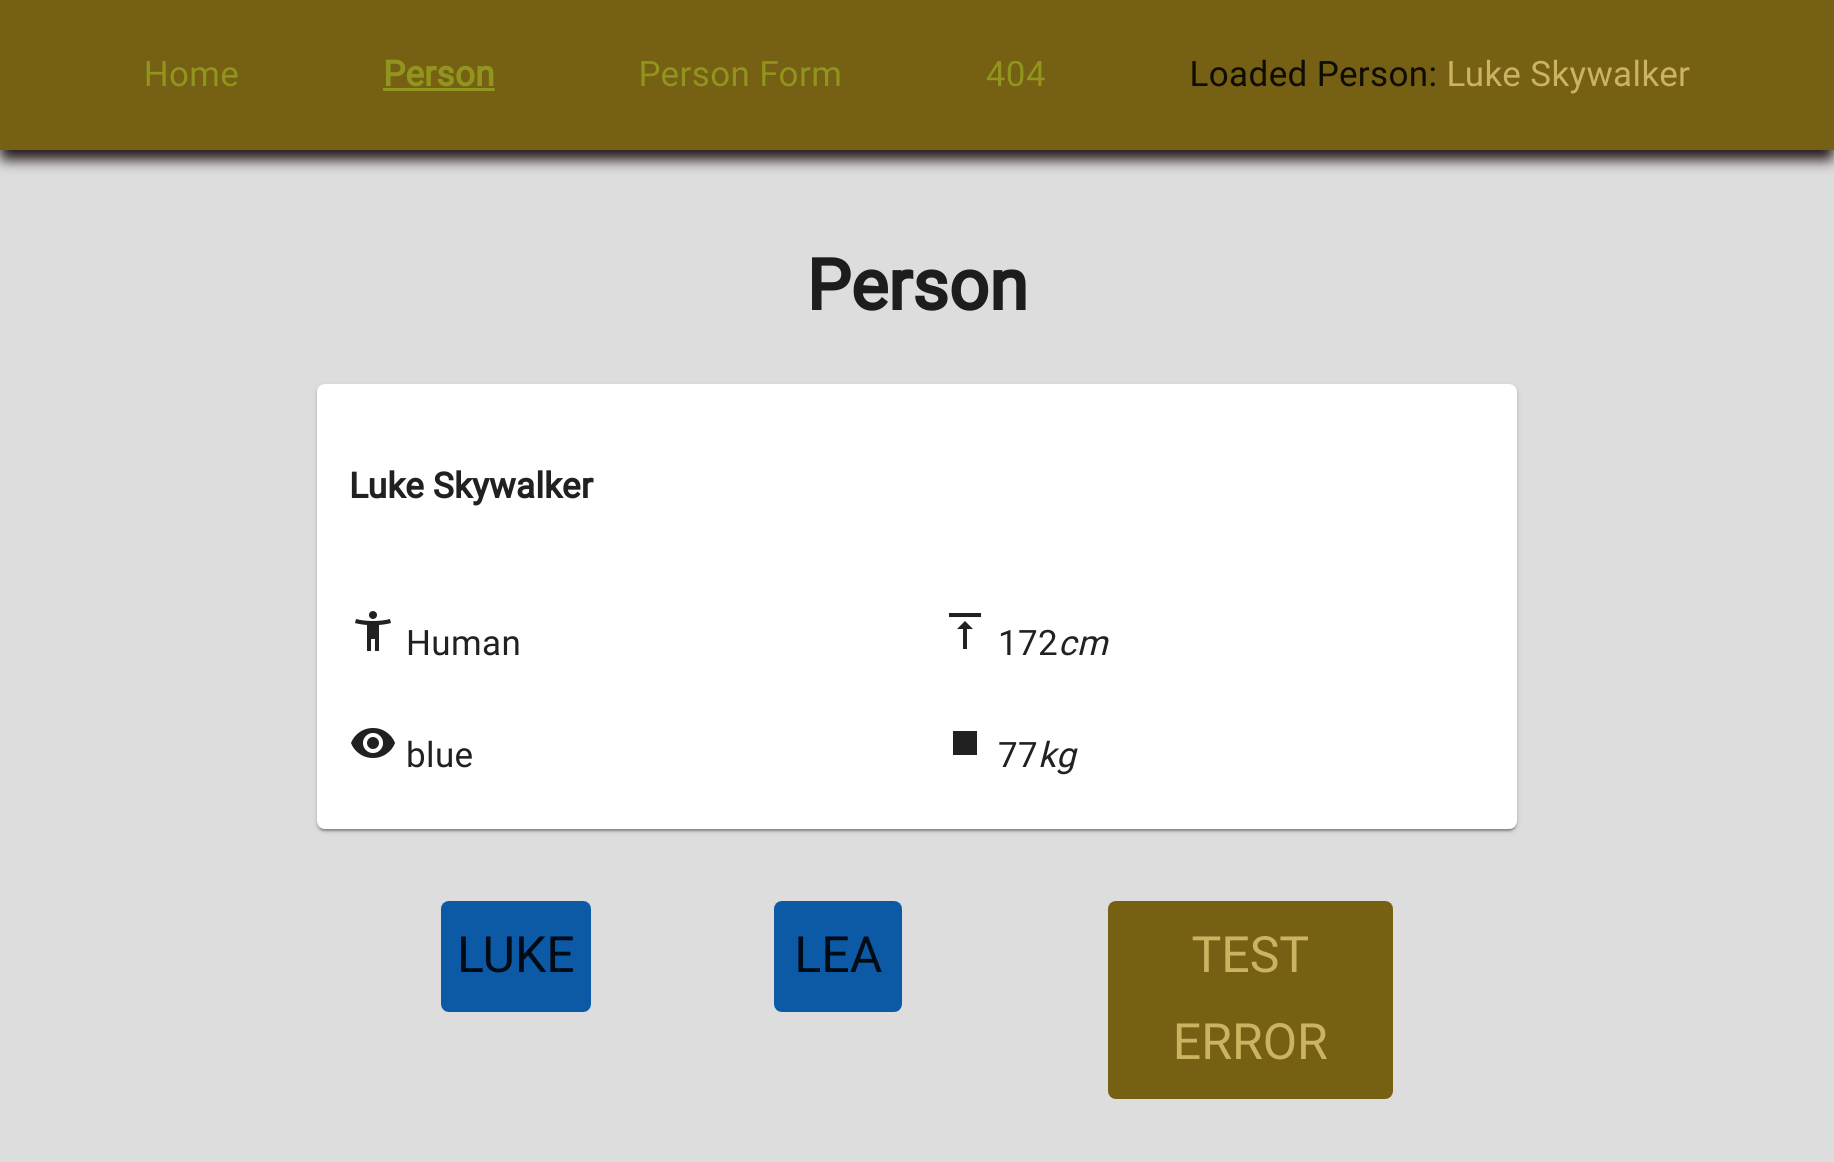 Home Person Person Form 404 Loaded Person: Luke Skywalker
Person
Luke Skywalker
Human 172cm
blue 77kg
LUKE LEA TEST
ERROR